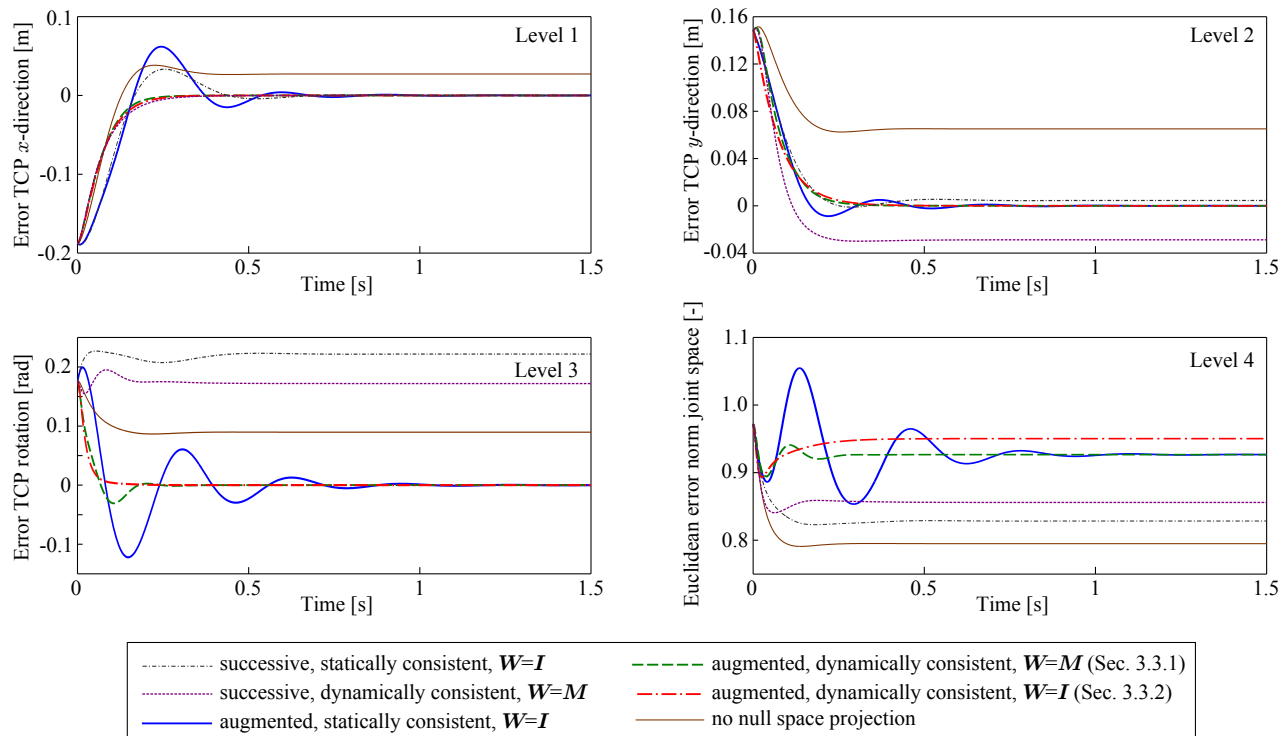 0.1
0
-0.1
-0.2
Error TCP x-direction [m]
Level 1
0
0.5
1
1.5
Time [s]
0.16
0.12
0.08
0.04
0
-0.04
Error TCP y-direction [m]
Level 2
0
0.5
1
1.5
Time [s]
0.2
0.1
0
-0.1
Error TCP rotation [rad]
Level 3
0
0.5
1
1.5
Time [s]
1.1
1.0
0.9
0.8
Euclidean error norm joint space [-]
Level 4
0
0.5
1
1.5
Time [s]
successive, statically consistent, W=I
successive, dynamically consistent, W=M
augmented, statically consistent, W=I
augmented, dynamically consistent, W=M (Sec. 3.3.1)
augmented, dynamically consistent, W=I (Sec. 3.3.2)
no null space projection